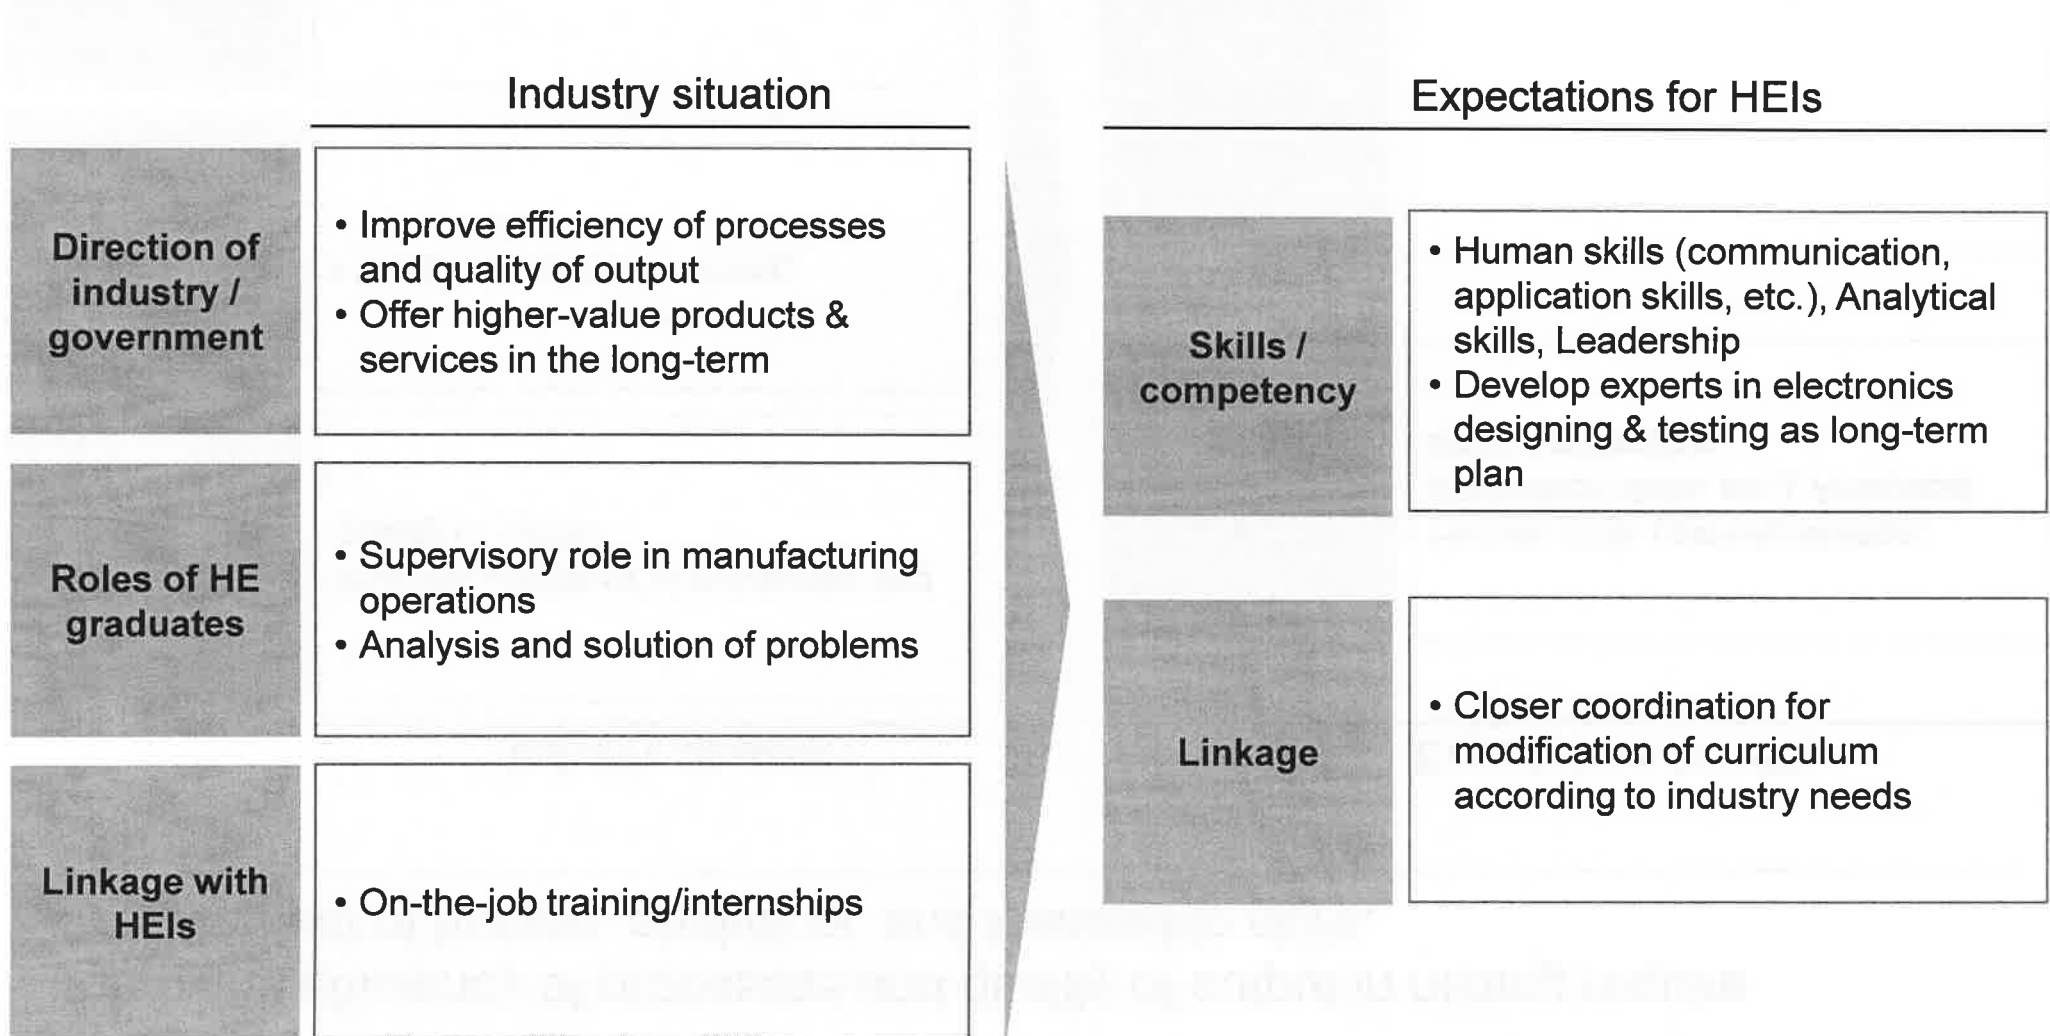 Industry situation
Direction of
industry /
government
• Improve efficiency of processes
and quality of output
• Offer higher-value products &
services in the long-term
Roles of HE
graduates
• Supervisory role in manufacturing
operations
• Analysis and solution of problems
Linkage with
HEIs
• On-the-job training/internships
Expectations for HEIs
Skills /
competency
• Human skills (communication,
application skills, etc.), Analytical
skills, Leadership
• Develop experts in electronics
designing & testing as long-term
plan
Linkage
• Closer coordination for
modification of curriculum
according to industry needs